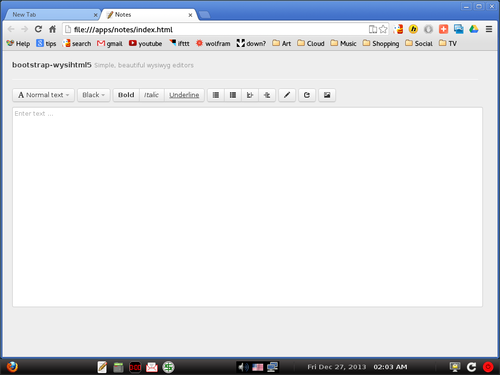 New Tab
Notes
file:///apps/notes/index.html
Help tips search gmail youtube ifttt wolfram down? Art Cloud Music Shopping Social TV
bootstrap-wysihtml5 Simple, beautiful wysiwyg editors
A Normal text Black Bold Italic Underline
Enter text ...
Fri Dec 27, 2013 02:03 AM